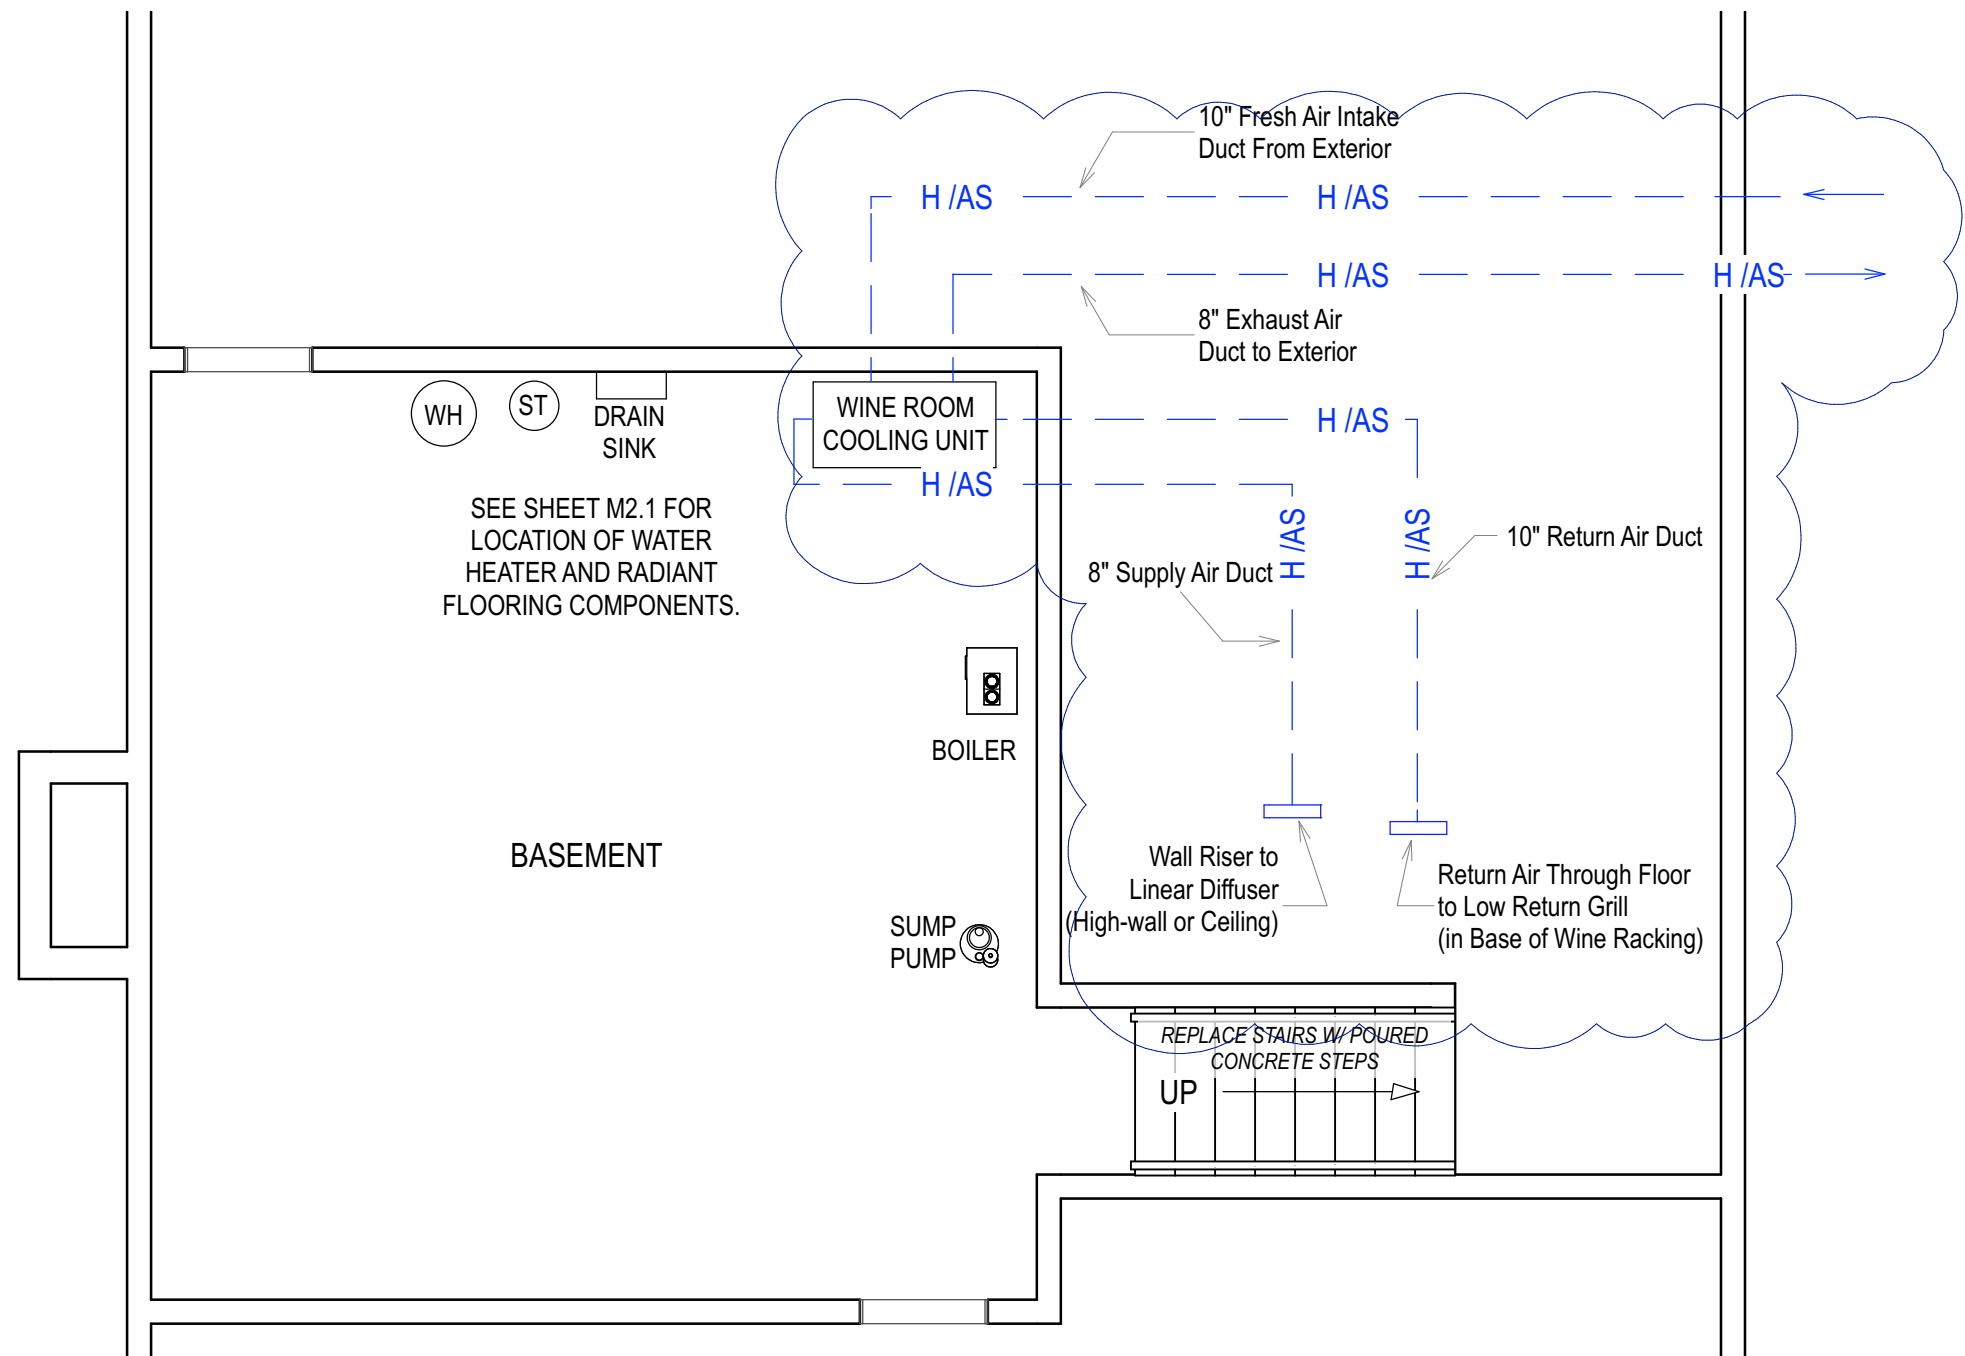 10" Fresh Air Intake
Duct From Exterior
H /AS
H /AS
H /AS
H /AS
8" Exhaust Air
Duct to Exterior
WH
ST
DRAIN
SINK
WINE ROOM
COOLING UNIT
H /AS
H /AS
SEE SHEET M2.1 FOR
LOCATION OF WATER
HEATER AND RADIANT
FLOORING COMPONENTS.
H /AS
H /AS
10" Return Air Duct
8" Supply Air Duct
BOILER
BASEMENT
Wall Riser to
Linear Diffuser
(High-wall or Ceiling)
Return Air Through Floor
to Low Return Grill
(in Base of Wine Racking)
SUMP
PUMP
REPLACE STAIRS W/ POURED
CONCRETE STEPS
UP